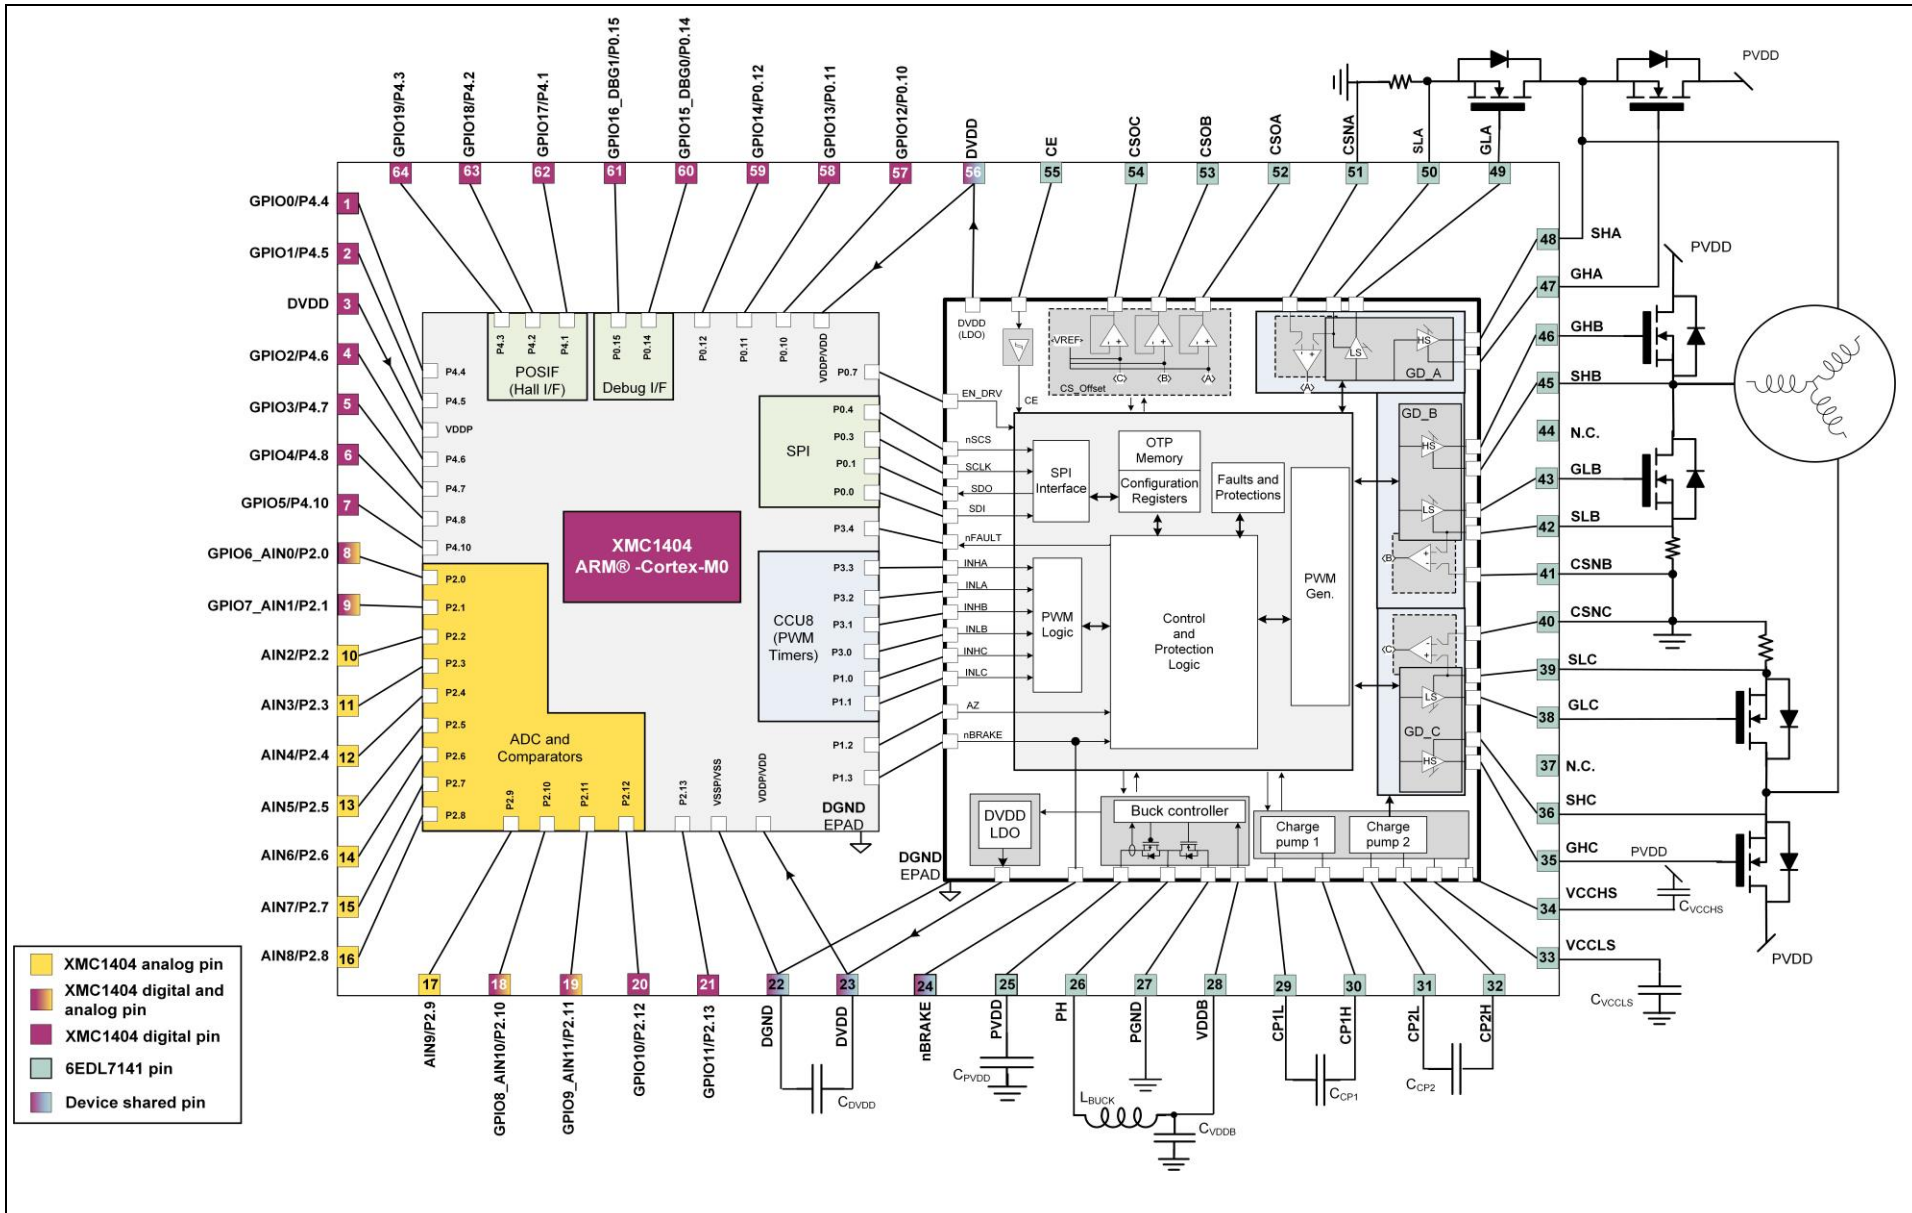 GPIO19/P4.3
GPIO18/P4.2
GPIO17/P4.1
GPIO16_DBG1/P0.15
GPIO15_DBG0/P0.14
GPIO14/P0.12
GPIO13/P0.11
GPIO12/P0.10
DVDD
CE
CSOC
CSOB
CSOA
CSNA
SLA
GLA
PVDD
64
63
62
61
60
59
58
57
56
55
54
53
52
51
50
49
GPIO0/P4.4
1
GPIO1/P4.5
2
DVDD
3
GPIO2/P4.6
4
GPIO3/P4.7
5
GPIO4/P4.8
6
GPIO5/P4.10
7
GPIO6_AIN0/P2.0
8
GPIO7_AIN1/P2.1
9
AIN2/P2.2
10
AIN3/P2.3
11
AIN4/P2.4
12
AIN5/P2.5
13
AIN6/P2.6
14
AIN7/P2.7
15
AIN8/P2.8
16
P4.3
P4.2
P4.1
POSIF
(Hall I/F)
P0.15
P0.14
Debug I/F
P0.12
P0.11
P0.10
VDDP/VDD
P4.4
P4.5
VDDP
P4.6
P4.7
P4.8
P4.10
P2.0
P2.1
P2.2
P2.3
P2.4
P2.5
P2.6
P2.7
P2.8
P0.7
SPI
P0.4
P0.3
P0.1
P0.0
P3.4
XMC1404
ARM® -Cortex-M0
CCU8
(PWM
Timers)
P3.3
P3.2
P3.1
P3.0
P1.0
P1.1
P1.2
P1.3
ADC and
Comparators
P2.9
P2.10
P2.11
P2.12
P2.13
VSSP/VSS
VDDP/VDD
DGND
EPAD
DVDD
(LDO)
CE
<VREF>
CS_Offset
‹C›
‹B›
‹A›
‹A›
LS
HS
GD_A
EN_DRV
nSCS
SCLK
SDO
SDI
nFAULT
INHA
INLA
INHB
INLB
INHC
INLC
AZ
nBRAKE
SPI
Interface
OTP
Memory
Configuration
Registers
Faults and
Protections
PWM
Logic
Control
and
Protection
Logic
PWM
Gen.
GD_B
HS
LS
‹B›
‹C›
LS
GD_C
HS
DVDD
LDO
Buck controller
Charge
pump 1
Charge
pump 2
DGND
EPAD
48
SHA
47
GHA
46
GHB
45
SHB
44
N.C.
43
GLB
42
SLB
41
CSNB
40
CSNC
39
SLC
38
GLC
37
N.C.
36
SHC
35
GHC
34
VCCHS
33
VCCLS
PVDD
PVDD
CVCCHS
PVDD
CVCCLS
17
18
19
20
21
22
23
24
25
26
27
28
29
30
31
32
AIN9/P2.9
GPIO8_AIN10/P2.10
GPIO9_AIN11/P2.11
GPIO10/P2.12
GPIO11/P2.13
DGND
DVDD
nBRAKE
PVDD
PH
PGND
VDDB
CP1L
CP1H
CP2L
CP2H
CDVDD
CPVDD
LBUCK
CVDDB
CCP1
CCP2
XMC1404 analog pin
XMC1404 digital and
analog pin
XMC1404 digital pin
6EDL7141 pin
Device shared pin